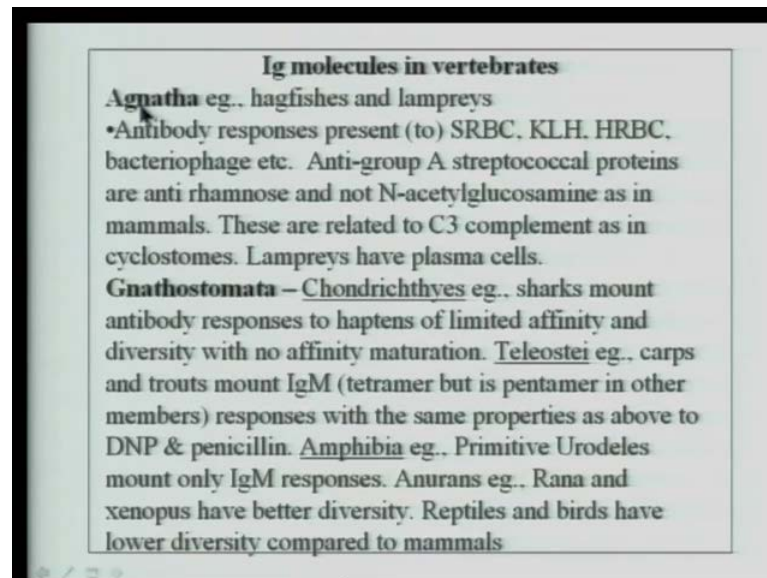 Ig molecules in vertebrates
Agnatha eg., hagfishes and lampreys
•Antibody responses present (to) SRBC, KLH, HRBC,
bacteriophage etc. Anti-group A streptococcal proteins
are anti rhamnose and not N-acetylglucosamine as in
mammals. These are related to C3 complement as in
cyclostomes. Lampreys have plasma cells.
Gnathostomata – Chondrichthyes eg., sharks mount
antibody responses to haptens of limited affinity and
diversity with no affinity maturation. Teleostei eg., carps
and trouts mount IgM (tetramer but is pentamer in other
members) responses with the same properties as above to
DNP & penicillin. Amphibia eg., Primitive Urodeles
mount only IgM responses. Anurans eg., Rana and
xenopus have better diversity. Reptiles and birds have
lower diversity compared to mammals